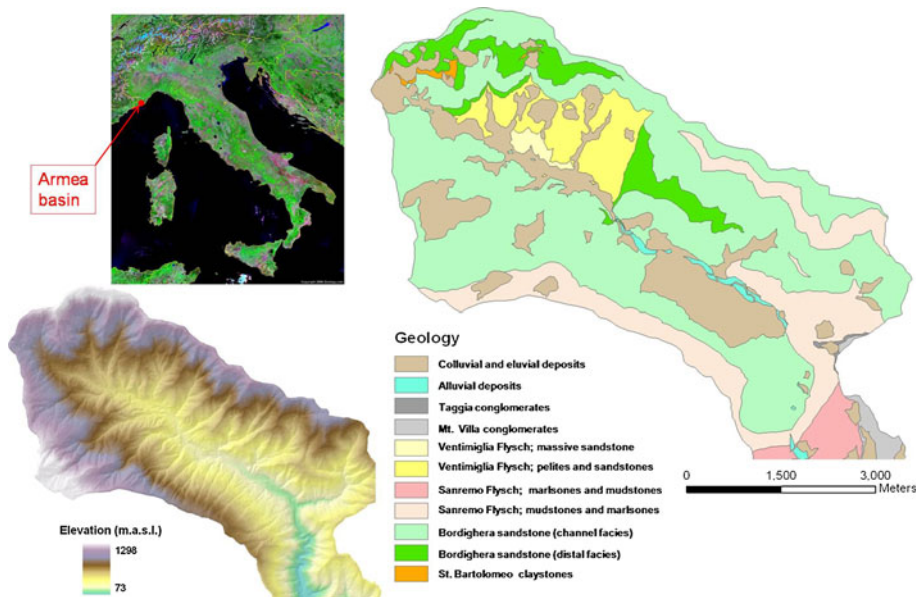 Armea
basin
Geology
Colluvial and eluvial deposits
Alluvial deposits
Taggia conglomerates
Mt. Villa conglomerates
Ventimiglia Flysch; massive sandstone
Ventimiglia Flysch; pelites and sandstones
Sanremo Flysch; marlsones and mudstones
Sanremo Flysch; mudstones and marlsones
Bordighera sandstone (channel facies)
Bordighera sandstone (distal facies)
St. Bartolomeo claystones
0 1,500 3,000
Meters
Elevation (m.a.s.l.)
1298
73